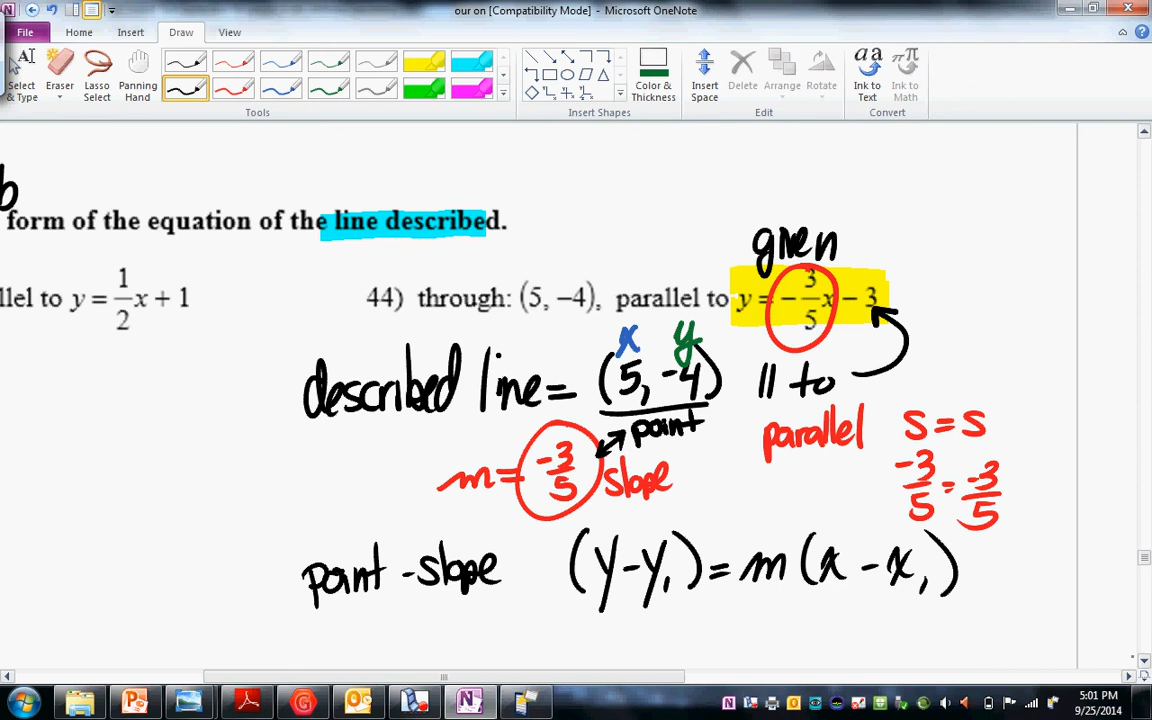 our on [Compatibility Mode] - Microsoft OneNote
File Home Insert Draw View
Select & Type
Eraser
Lasso Select
Panning Hand
Color & Thickness
Insert Space
Delete
Arrange
Rotate
Ink to Text
Ink to Math
Tools
Insert Shapes
Edit
Convert
b
form of the equation of the line described.
given
llel to y = 1/2 x + 1
44) through: (5, −4), parallel to y = − 3/5 x − 3
x y
described line = (5, -4) || to
point
parallel S = S
m = -3/5 slope
-3/5 = -3/5
point - slope (y - y₁) = m (x - x₁)
5:01 PM
9/25/2014